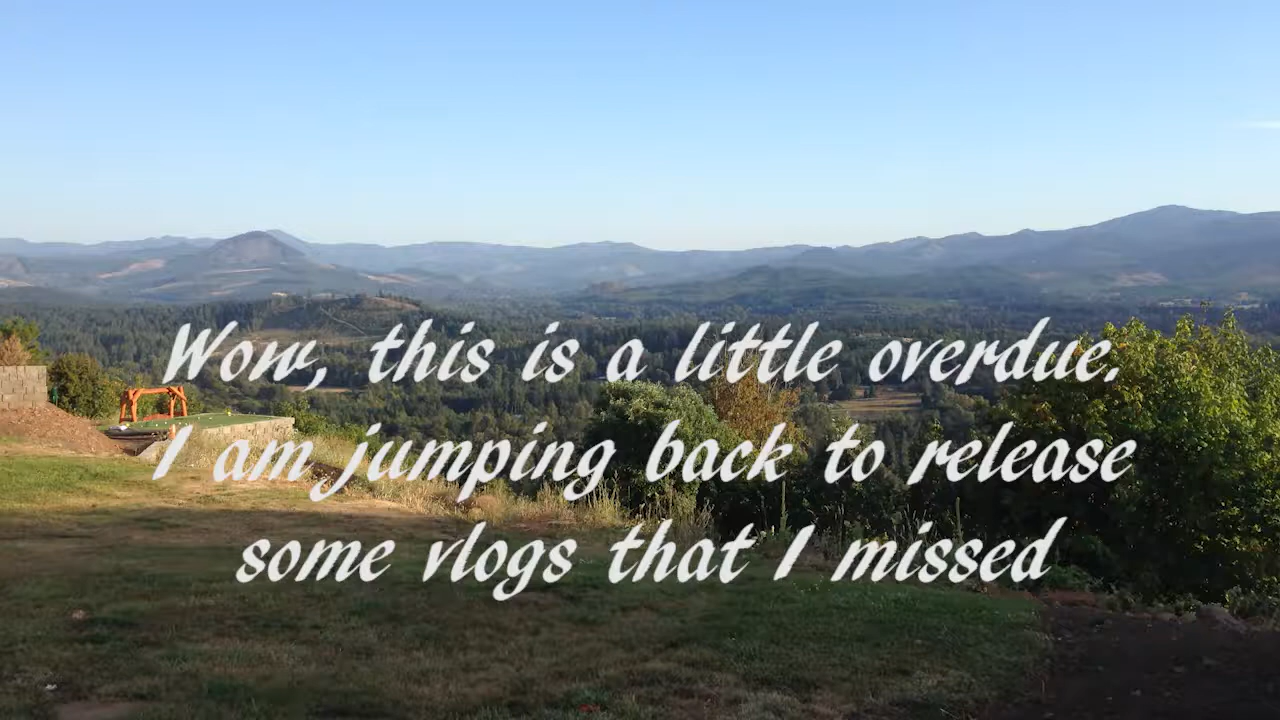 Wow, this is a little overdue.
I am jumping back to release
some vlogs that I missed